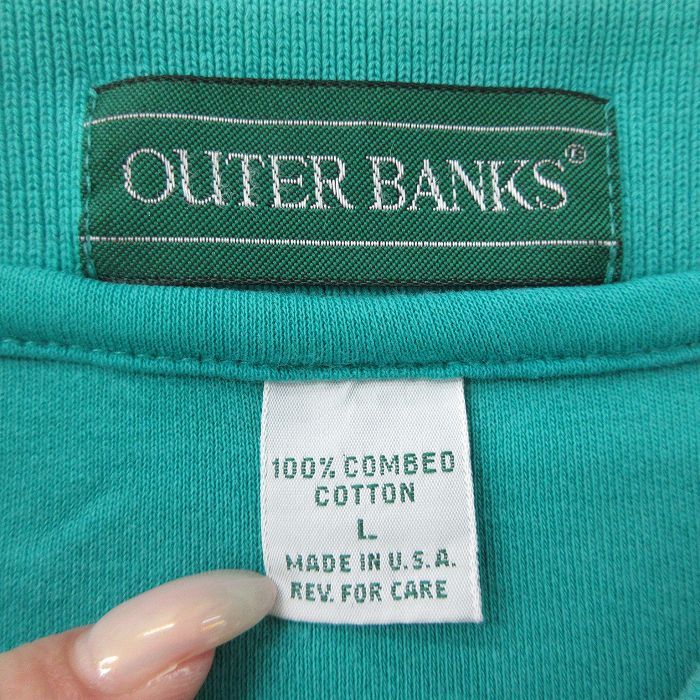 OUTER BANKS®
100% COMBED
COTTON
L
MADE IN U.S.A.
REV. FOR CARE